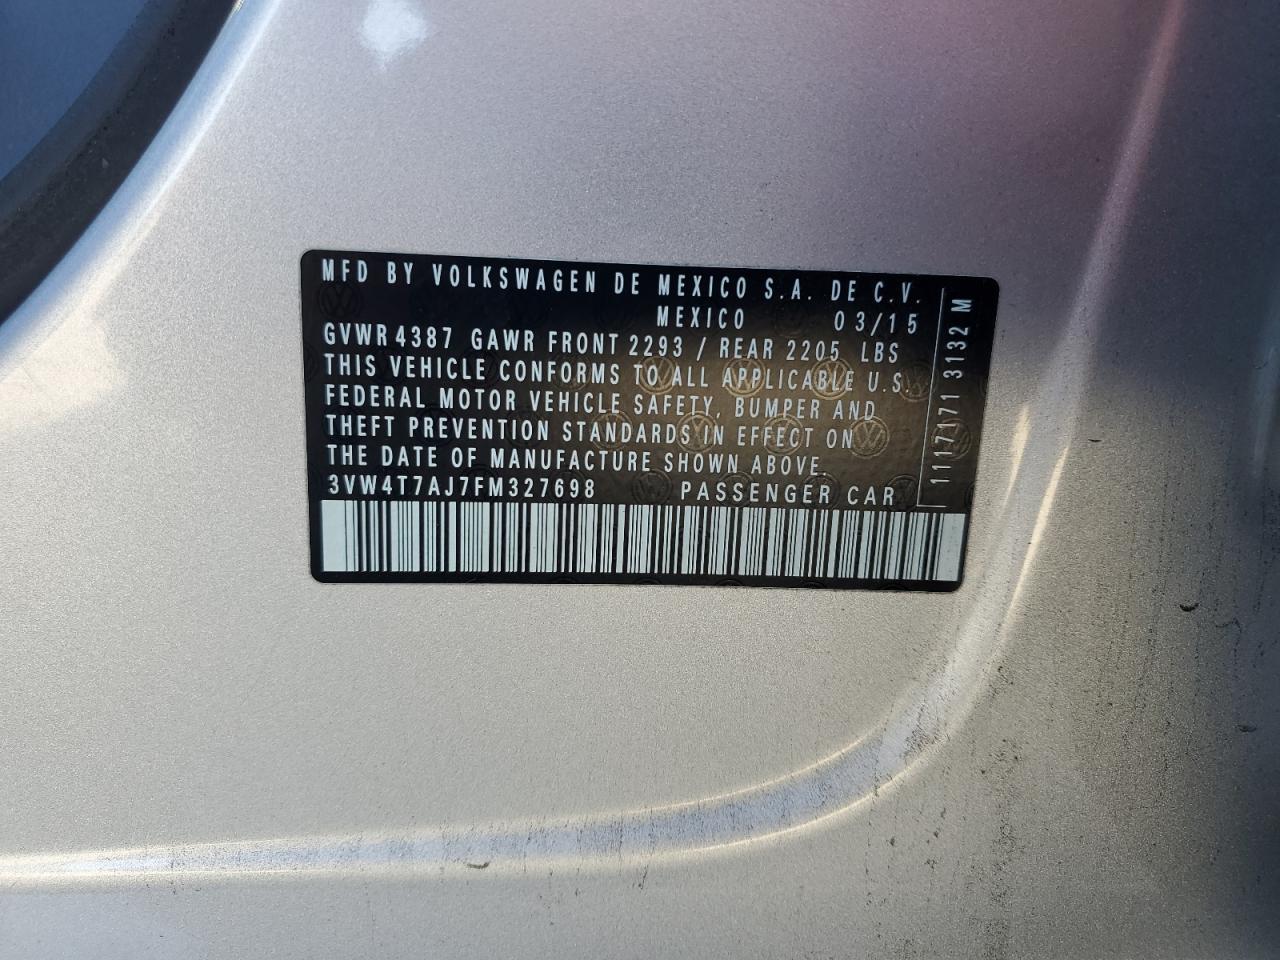 MFD BY VOLKSWAGEN DE MEXICO S.A. DE C.V.
MEXICO 03/15
GVWR 4387 GAWR FRONT 2293 / REAR 2205 LBS
THIS VEHICLE CONFORMS TO ALL APPLICABLE U.S.
FEDERAL MOTOR VEHICLE SAFETY, BUMPER AND
THEFT PREVENTION STANDARDS IN EFFECT ON
THE DATE OF MANUFACTURE SHOWN ABOVE.
3VW4T7AJ7FM327698 PASSENGER CAR
1117171 3132 M